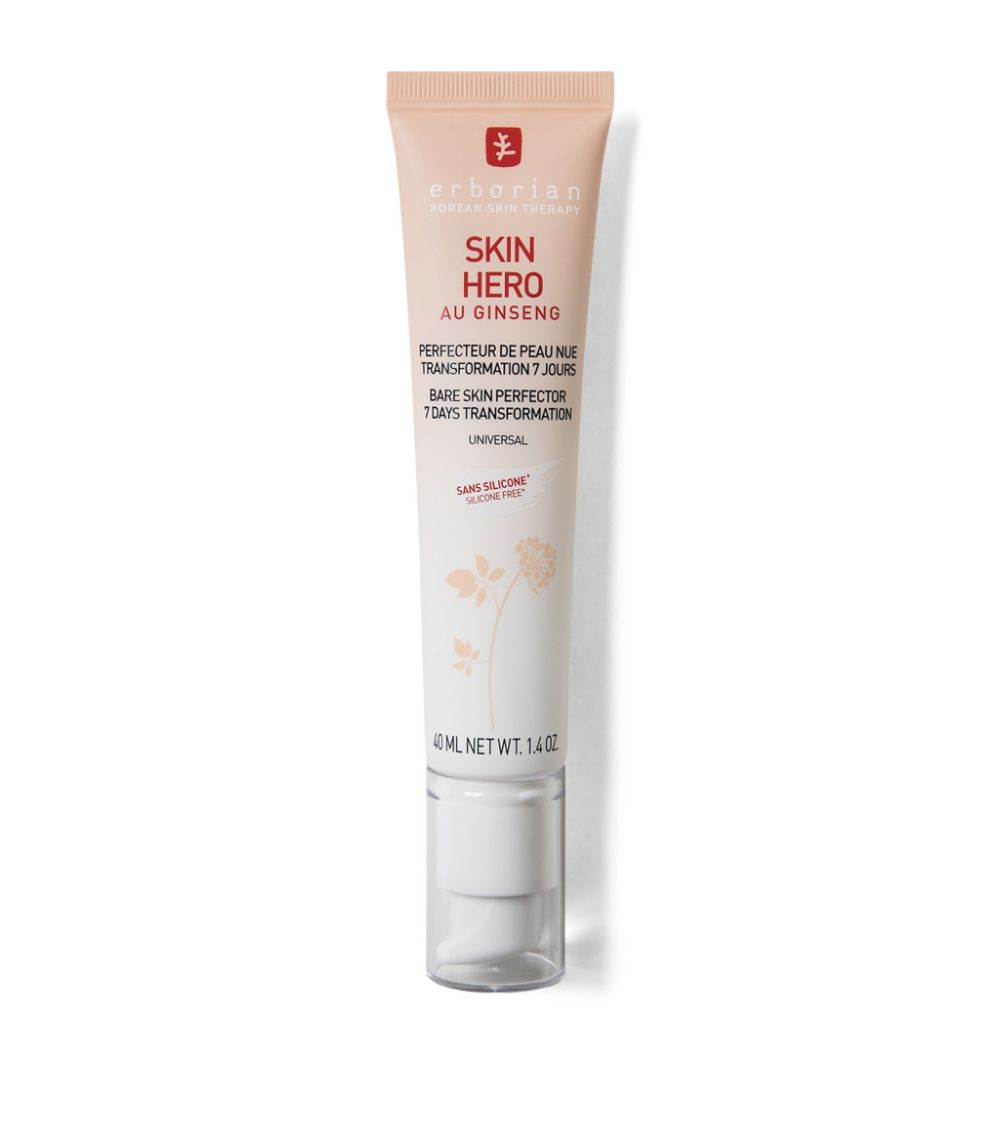 erborian
KOREAN SKIN THERAPY
SKIN
HERO
AU GINSENG
PERFECTEUR DE PEAU NUE
TRANSFORMATION 7 JOURS
BARE SKIN PERFECTOR
7 DAYS TRANSFORMATION
UNIVERSAL
SANS SILICONE*
SILICONE FREE*
40 ML NET WT. 1.4 OZ.